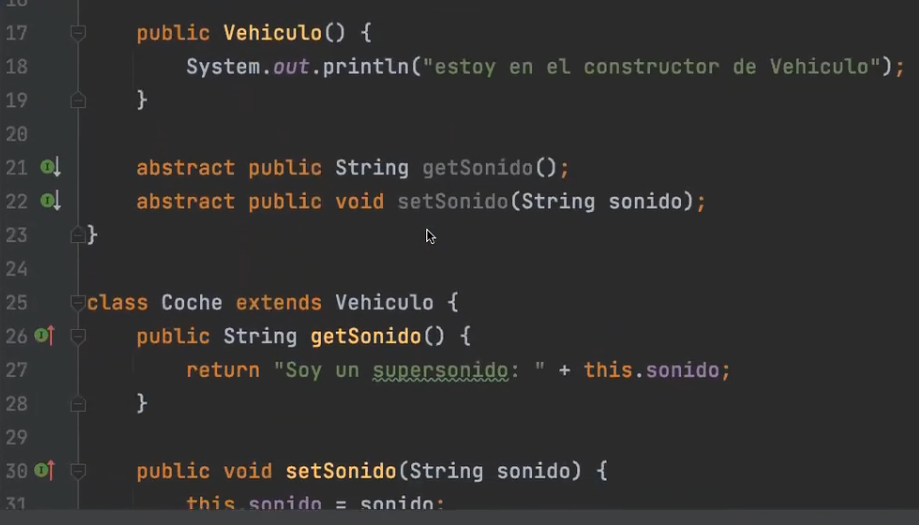 16
17 public Vehiculo() {
18 System.out.println("estoy en el constructor de Vehiculo");
19 }
20
21 abstract public String getSonido();
22 abstract public void setSonido(String sonido);
23 }
24
25 class Coche extends Vehiculo {
26 public String getSonido() {
27 return "Soy un supersonido: " + this.sonido;
28 }
29
30 public void setSonido(String sonido) {
31 this.sonido = sonido;